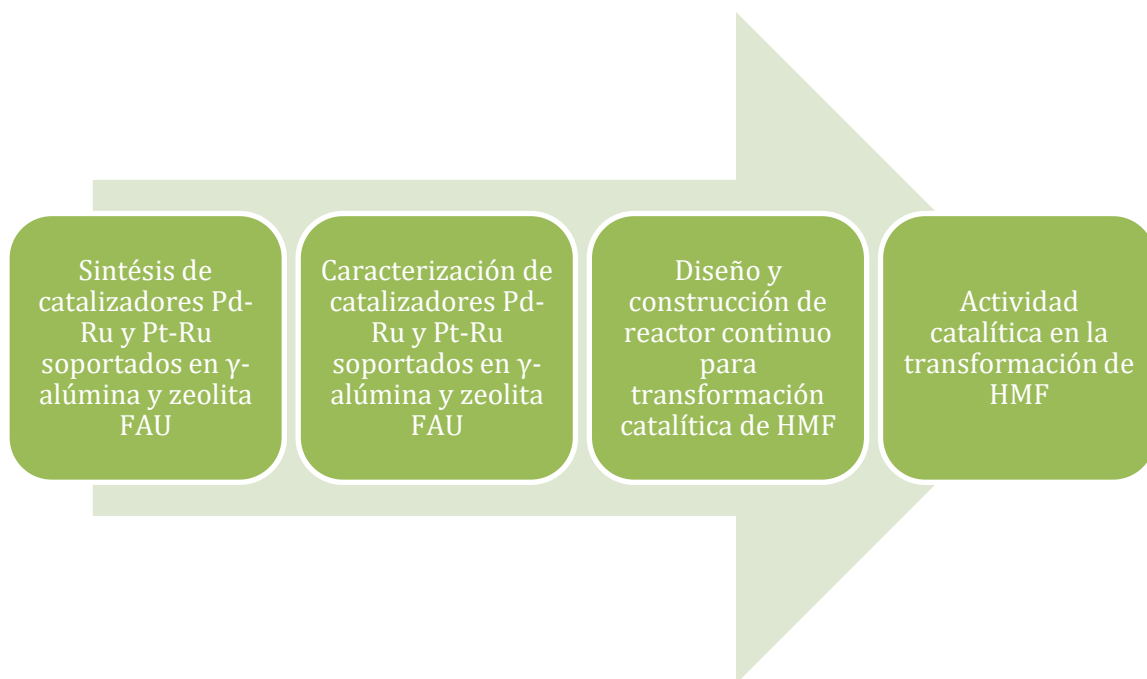 Sintésis de
catalizadores Pd-
Ru y Pt-Ru
soportados en γ-
alúmina y zeolita
FAU
Caracterización de
catalizadores Pd-
Ru y Pt-Ru
soportados en γ-
alúmina y zeolita
FAU
Diseño y
construcción de
reactor continuo
para
transformación
catalítica de HMF
Actividad
catalítica en la
transformación de
HMF